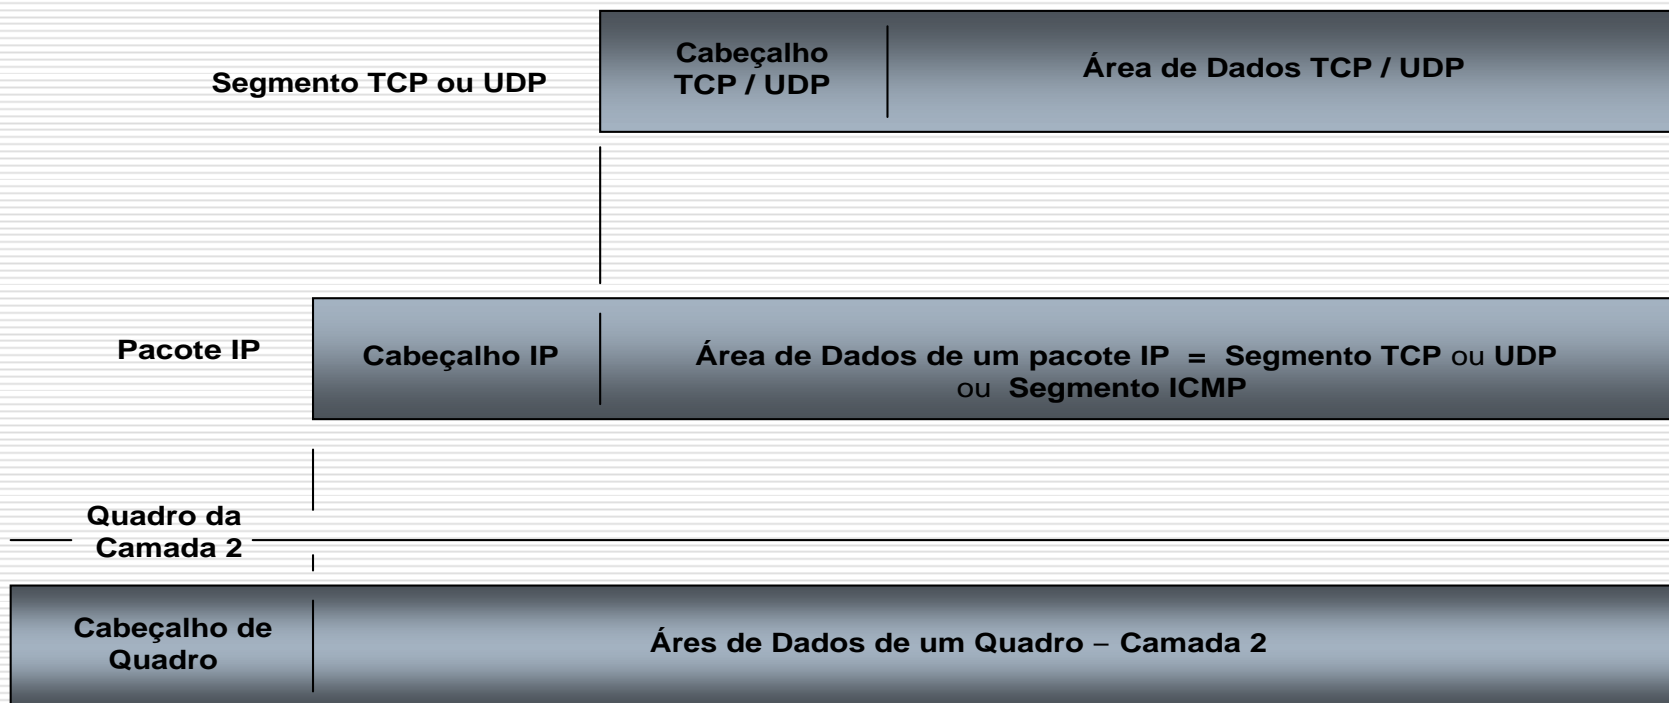 Segmento TCP ou UDP
Cabeçalho
TCP / UDP
Área de Dados TCP / UDP
Pacote IP
Cabeçalho IP
Área de Dados de um pacote IP = Segmento TCP ou UDP
ou Segmento ICMP
Quadro da
Camada 2
Cabeçalho de
Quadro
Áres de Dados de um Quadro – Camada 2